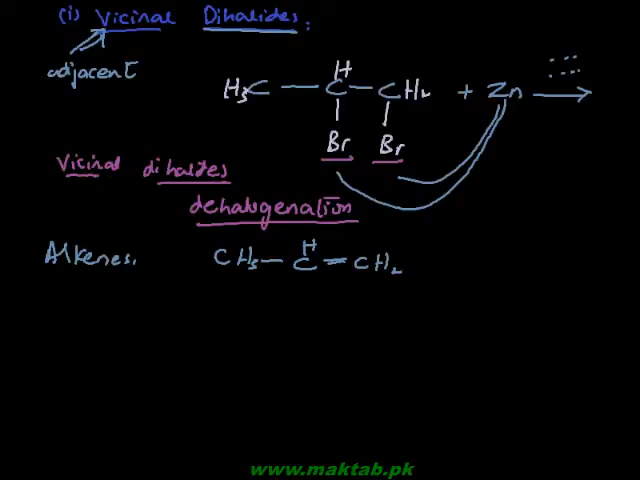 (i) Vicinal Dihalides:
adjacent
H
H3C — C — CH2 + Zn →
Br Br
Vicinal dihalides
dehalogenation
H
Alkenes. CH3 — C = CH2
www.maktab.pk